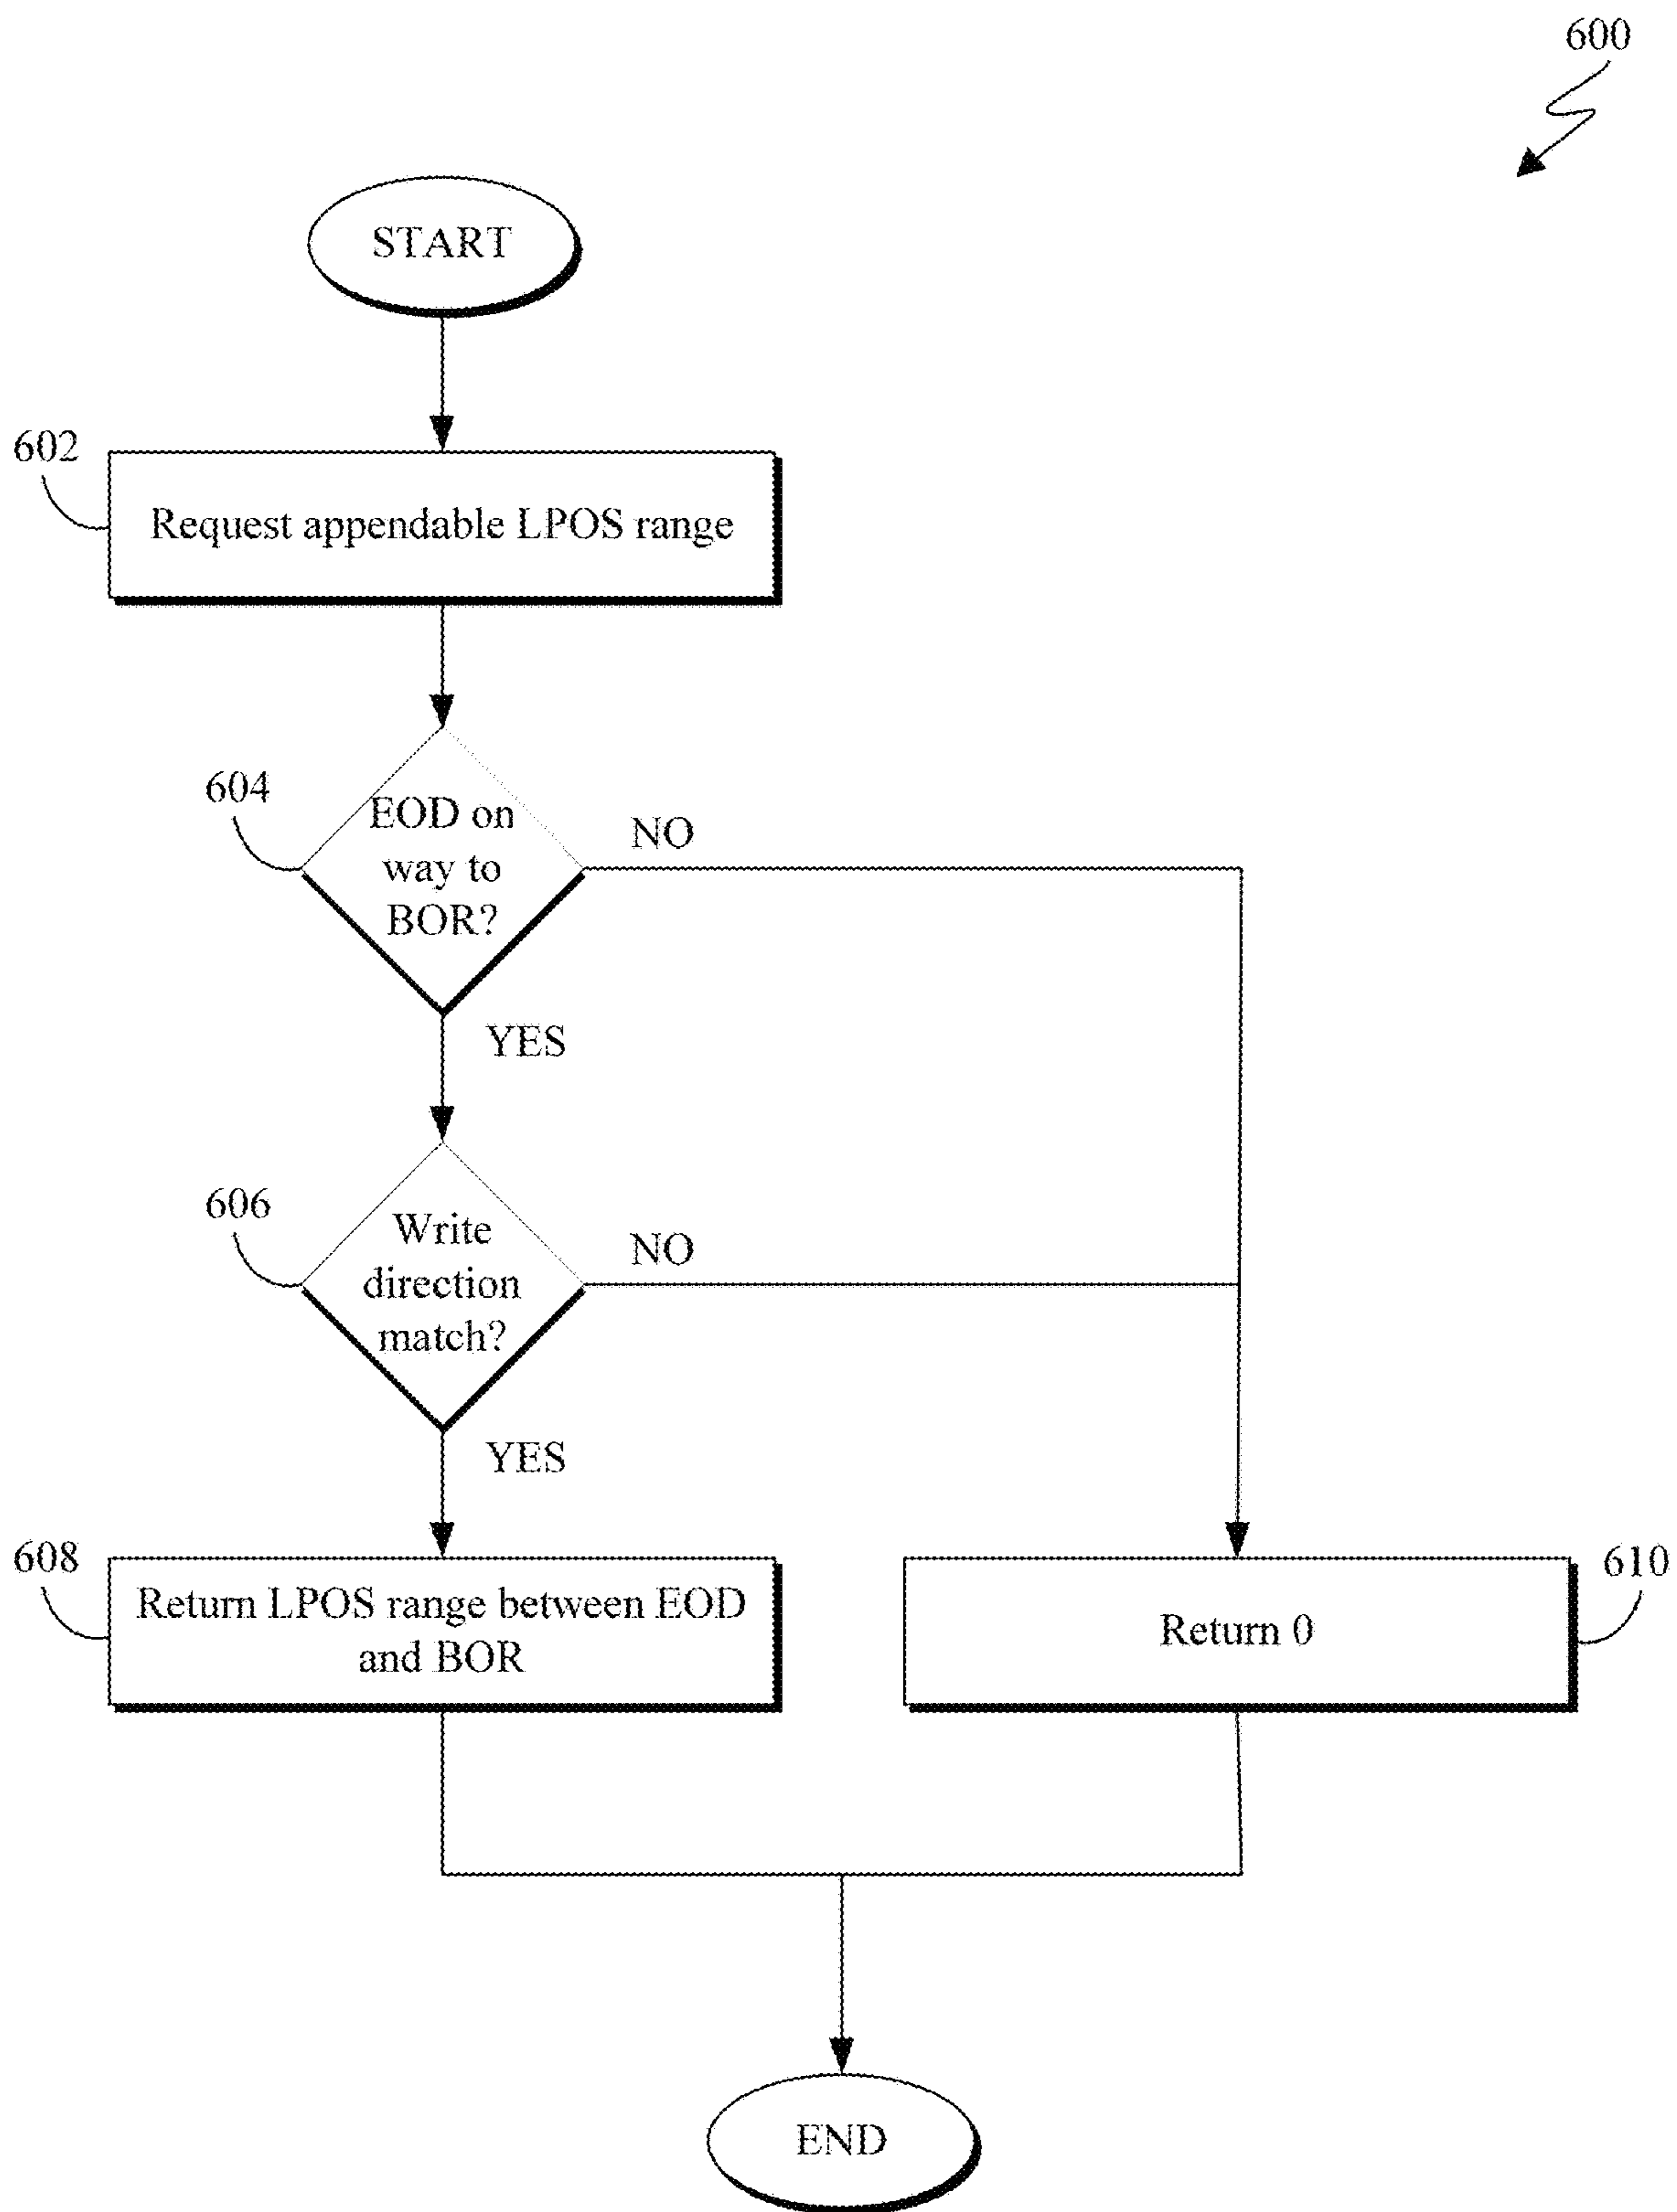 600
START
602
Request appendable LPOS range
604
EOD on
way to
BOR?
NO
YES
606
Write
direction
match?
NO
YES
608
Return LPOS range between EOD
and BOR
Return 0
610
END